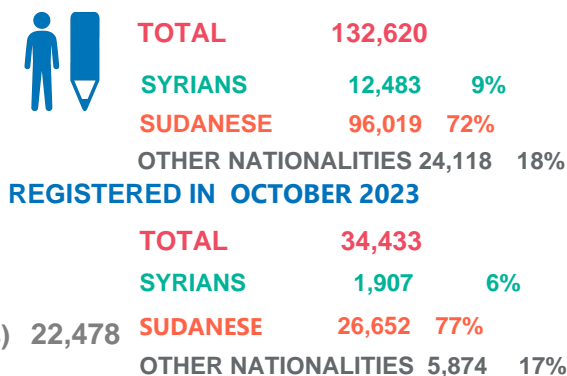 TOTAL 132,620
SYRIANS 12,483 9%
SUDANESE 96,019 72%
OTHER NATIONALITIES 24,118 18%
REGISTERED IN OCTOBER 2023
TOTAL 34,433
SYRIANS 1,907 6%
) 22,478 SUDANESE 26,652 77%
OTHER NATIONALITIES 5,874 17%